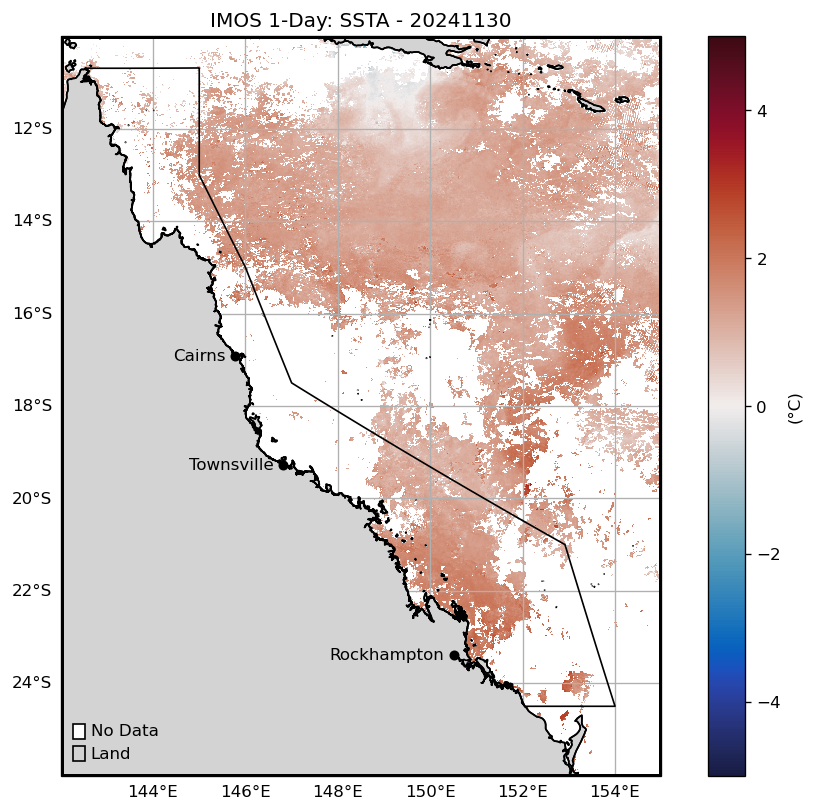 IMOS 1-Day: SSTA - 20241130
12°S
14°S
16°S
18°S
20°S
22°S
24°S
Cairns
Townsville
Rockhampton
No Data
Land
144°E 146°E 148°E 150°E 152°E 154°E
4
2
0
−2
−4
(°C)